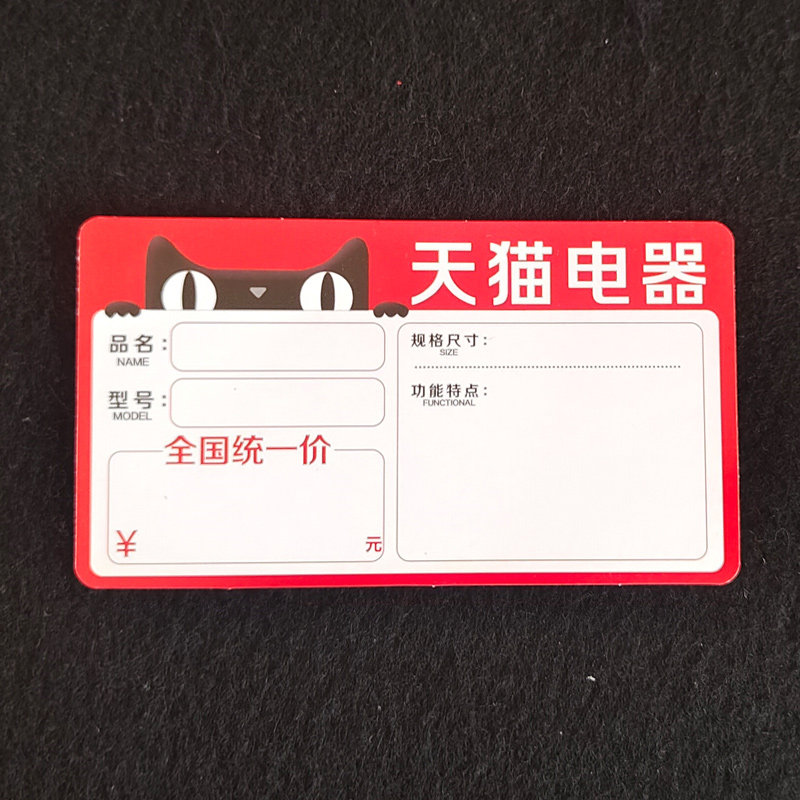 天猫电器
品名：
NAME
型号：
MODEL
全国统一价
¥ 元
规格尺寸：
SIZE
功能特点：
FUNCTIONAL